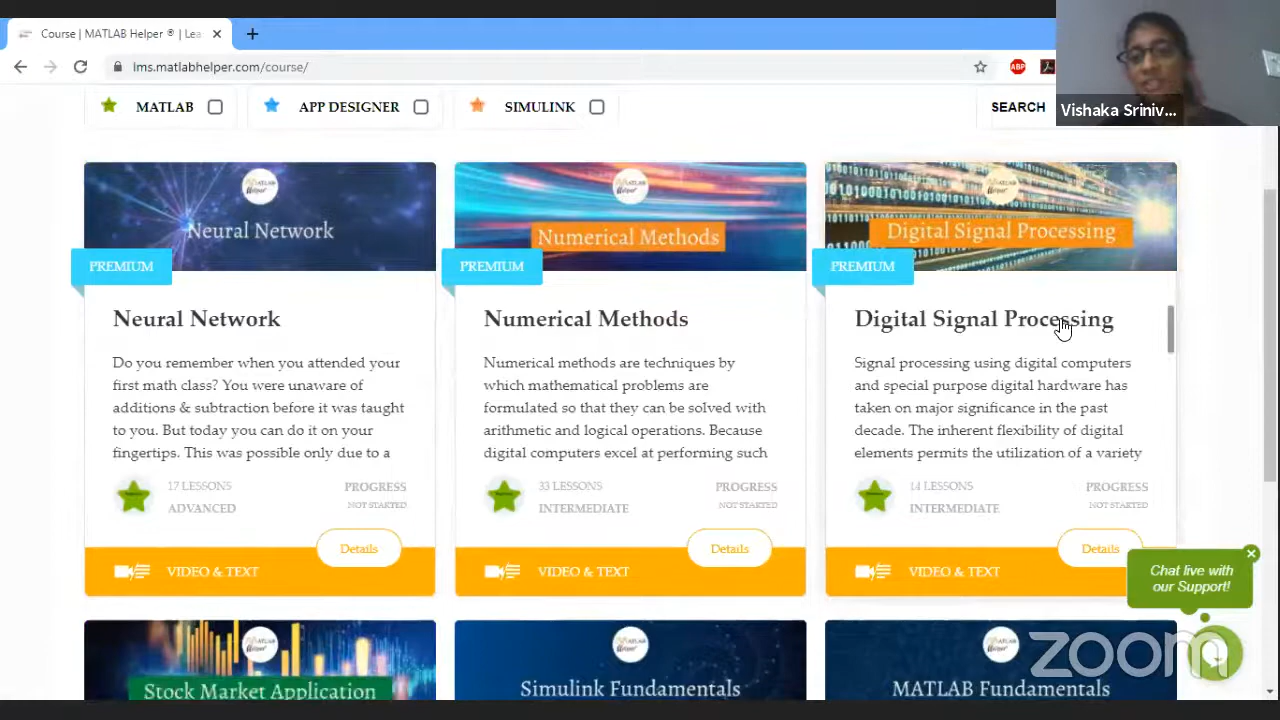 Course | MATLAB Helper ® | Lea
lms.matlabhelper.com/course/
ABP
Vishaka Sriniv...
MATLAB
APP DESIGNER
SIMULINK
SEARCH
MATLAB Helper
Neural Network
PREMIUM
MATLAB Helper
Numerical Methods
PREMIUM
Digital Signal Processing
PREMIUM
Neural Network
Do you remember when you attended your
first math class? You were unaware of
additions & subtraction before it was taught
to you. But today you can do it on your
fingertips. This was possible only due to a
17 LESSONS
ADVANCED
PROGRESS
NOT STARTED
Details
VIDEO & TEXT
Numerical Methods
Numerical methods are techniques by
which mathematical problems are
formulated so that they can be solved with
arithmetic and logical operations. Because
digital computers excel at performing such
33 LESSONS
INTERMEDIATE
PROGRESS
NOT STARTED
Details
VIDEO & TEXT
Digital Signal Processing
Signal processing using digital computers
and special purpose digital hardware has
taken on major significance in the past
decade. The inherent flexibility of digital
elements permits the utilization of a variety
14 LESSONS
INTERMEDIATE
PROGRESS
NOT STARTED
Details
VIDEO & TEXT
Chat live with
our Support!
Stock Market Application
Simulink Fundamentals
MATLAB Fundamentals
zoom